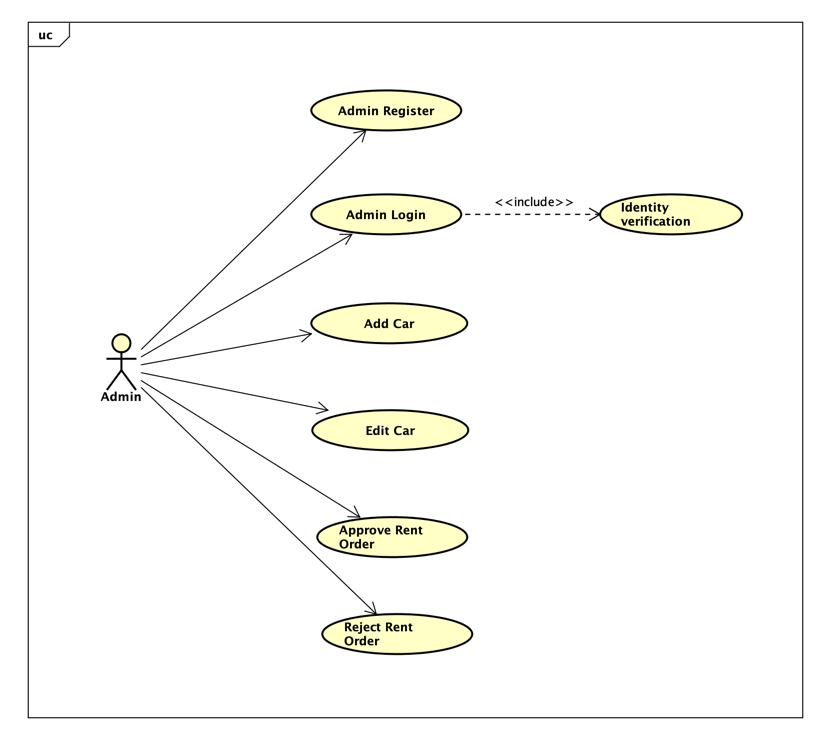 uc
Admin Register
Admin Login
<<include>>
Identity
verification
Add Car
Admin
Edit Car
Approve Rent
Order
Reject Rent
Order